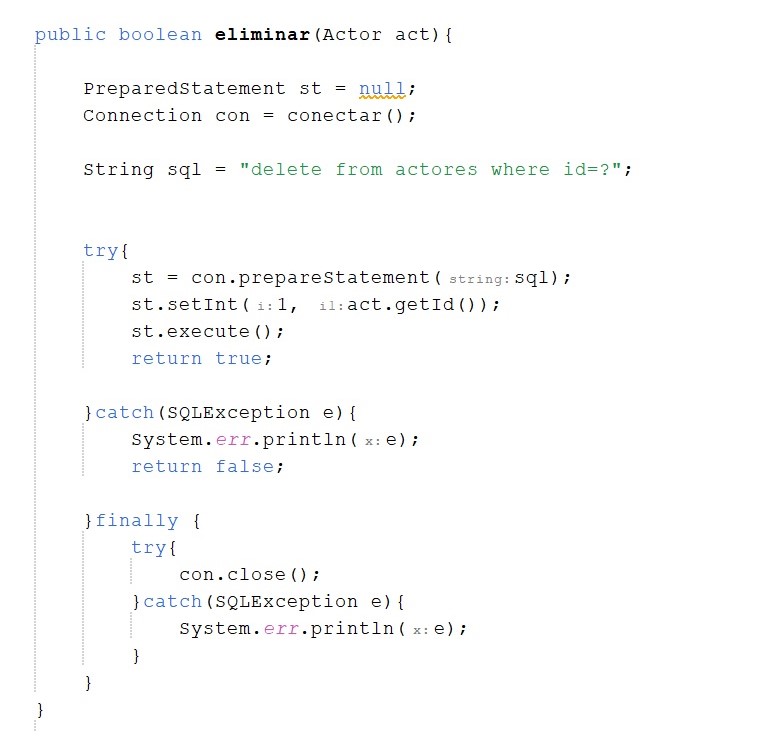 public boolean eliminar(Actor act){
PreparedStatement st = null;
Connection con = conectar();
String sql = "delete from actores where id=?";
try{
st = con.prepareStatement( string: sql);
st.setInt( i: 1, i1: act.getId());
st.execute();
return true;
}catch(SQLException e){
System.err.println( x: e);
return false;
}finally {
try{
con.close();
}catch(SQLException e){
System.err.println( x: e);
}
}
}